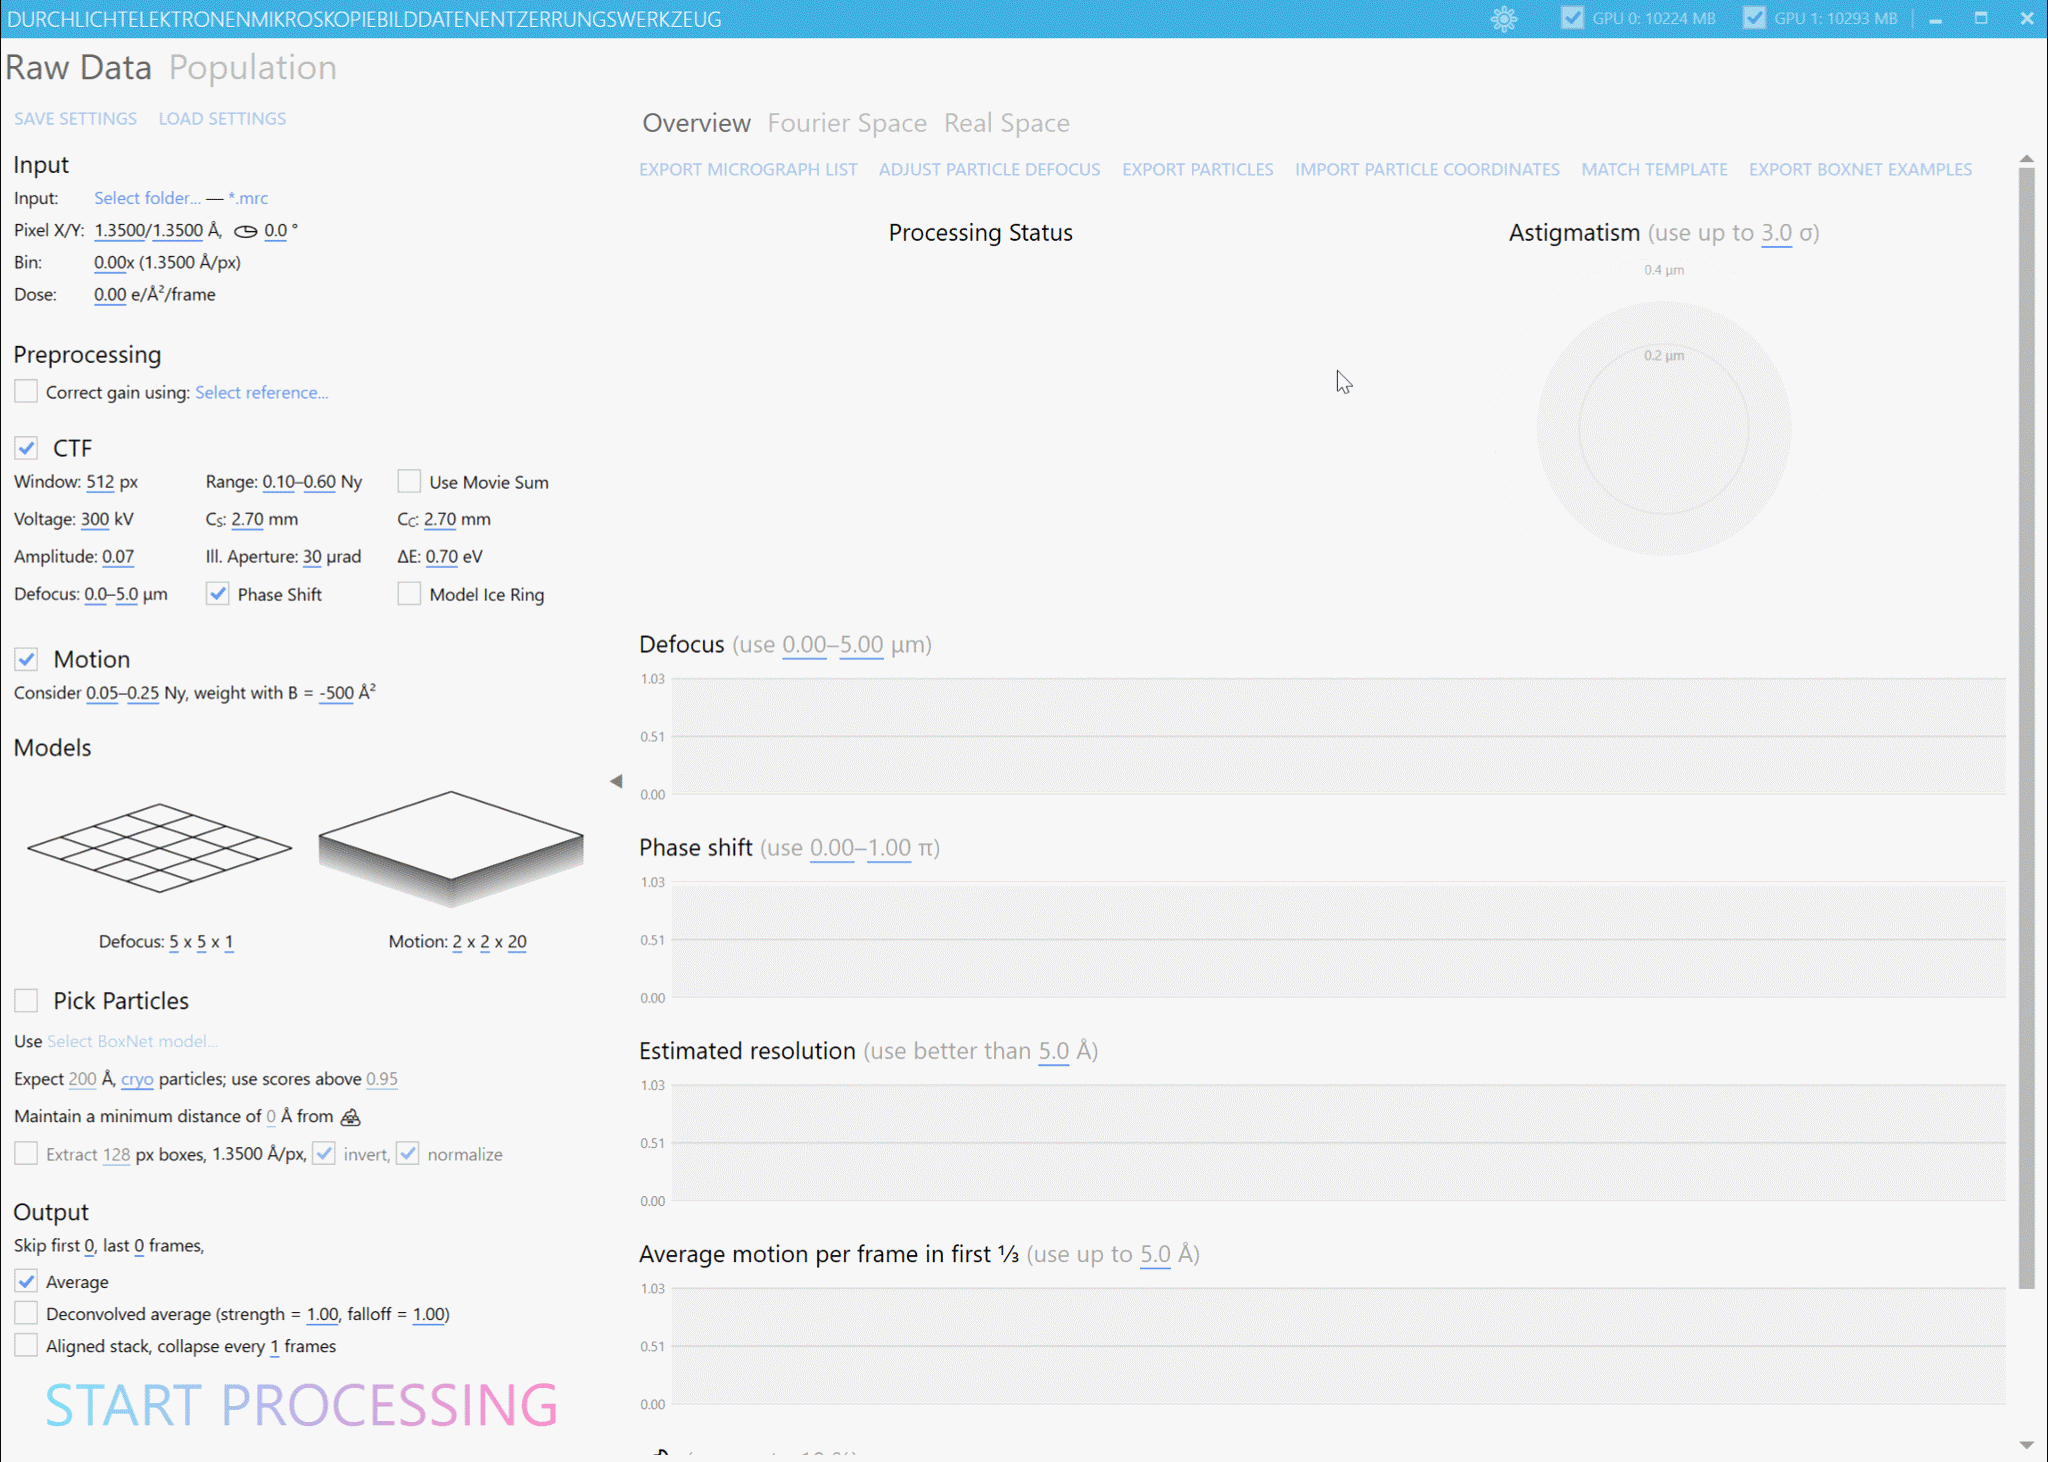 DURCHLICHTELEKTRONENMIKROSKOPIEBILDDATENENTZERRUNGSWERKZEUG
GPU 0: 10224 MB GPU 1: 10293 MB
Raw Data Population
SAVE SETTINGS LOAD SETTINGS
Input
Input: Select folder... — *.mrc
Pixel X/Y: 1.3500/1.3500 Å, 0.0 °
Bin: 0.00x (1.3500 Å/px)
Dose: 0.00 e/Å²/frame
Preprocessing
Correct gain using: Select reference...
CTF
Window: 512 px Range: 0.10–0.60 Ny Use Movie Sum
Voltage: 300 kV Cs: 2.70 mm Cc: 2.70 mm
Amplitude: 0.07 Ill. Aperture: 30 µrad ΔE: 0.70 eV
Defocus: 0.0–5.0 µm Phase Shift Model Ice Ring
Motion
Consider 0.05–0.25 Ny, weight with B = -500 Å²
Models
Defocus: 5 x 5 x 1 Motion: 2 x 2 x 20
Pick Particles
Use Select BoxNet model...
Expect 200 Å, cryo particles; use scores above 0.95
Maintain a minimum distance of 0 Å from
Extract 128 px boxes, 1.3500 Å/px, invert, normalize
Output
Skip first 0, last 0 frames,
Average
Deconvolved average (strength = 1.00, falloff = 1.00)
Aligned stack, collapse every 1 frames
START PROCESSING
Overview Fourier Space Real Space
EXPORT MICROGRAPH LIST ADJUST PARTICLE DEFOCUS EXPORT PARTICLES IMPORT PARTICLE COORDINATES MATCH TEMPLATE EXPORT BOXNET EXAMPLES
Processing Status
Astigmatism (use up to 3.0 σ)
0.4 µm
0.2 µm
Defocus (use 0.00–5.00 µm)
1.03
0.51
0.00
Phase shift (use 0.00–1.00 π)
1.03
0.51
0.00
Estimated resolution (use better than 5.0 Å)
1.03
0.51
0.00
Average motion per frame in first ⅓ (use up to 5.0 Å)
1.03
0.51
0.00